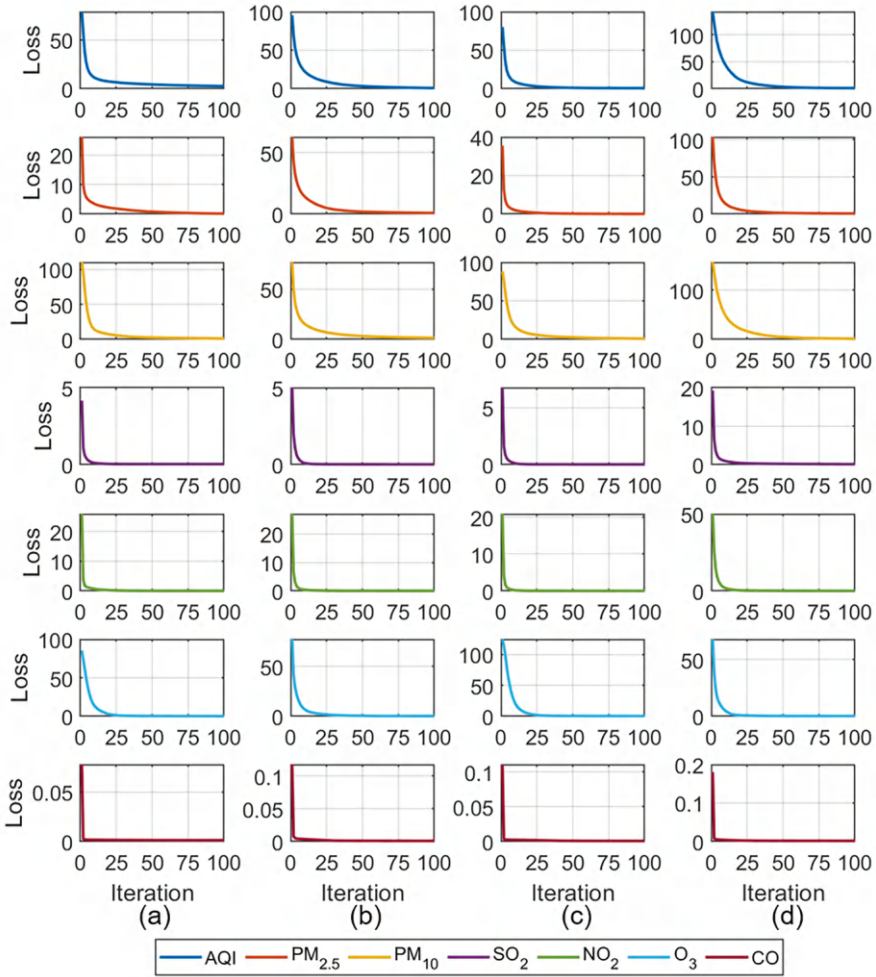 Loss 50 0 0 25 50 75 100 100 50 0 0 25 50 75 100 100 50 0 0 25 50 75 100 100 50 0 0 25 50 75 100
Loss 20 10 0 0 25 50 75 100 50 0 0 25 50 75 100 40 20 0 0 25 50 75 100 100 50 0 0 25 50 75 100
Loss 100 50 0 0 25 50 75 100 50 0 0 25 50 75 100 100 50 0 0 25 50 75 100 100 0 0 25 50 75 100
Loss 5 0 0 25 50 75 100 5 0 0 25 50 75 100 5 0 0 25 50 75 100 20 10 0 0 25 50 75 100
Loss 20 10 0 0 25 50 75 100 20 10 0 0 25 50 75 100 20 10 0 0 25 50 75 100 50 0 0 25 50 75 100
Loss 100 50 0 0 25 50 75 100 50 0 0 25 50 75 100 100 50 0 0 25 50 75 100 50 0 0 25 50 75 100
Loss 0.05 0 0 25 50 75 100 0.1 0.05 0 0 25 50 75 100 0.1 0.05 0 0 25 50 75 100 0.2 0.1 0 0 25 50 75 100
Iteration Iteration Iteration Iteration
(a) (b) (c) (d)
AQI PM2.5 PM10 SO2 NO2 O3 CO